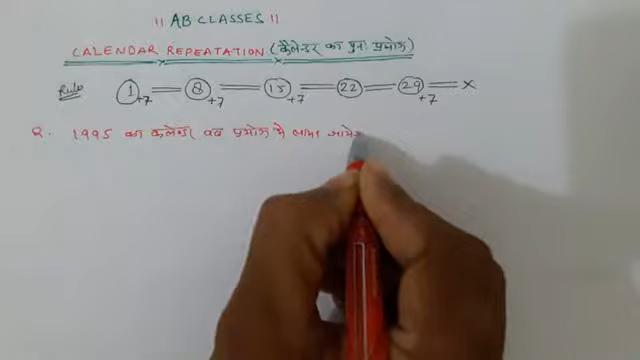 || AB CLASSES ||
CALENDAR REPEATATION (कैलेन्डर का पुनः प्रयोग)
Rule 1 +7 8 +7 15 +7 22 29 +7 x
Q. 1995 का कलेन्डर कब प्रयोग में लाया जायेग